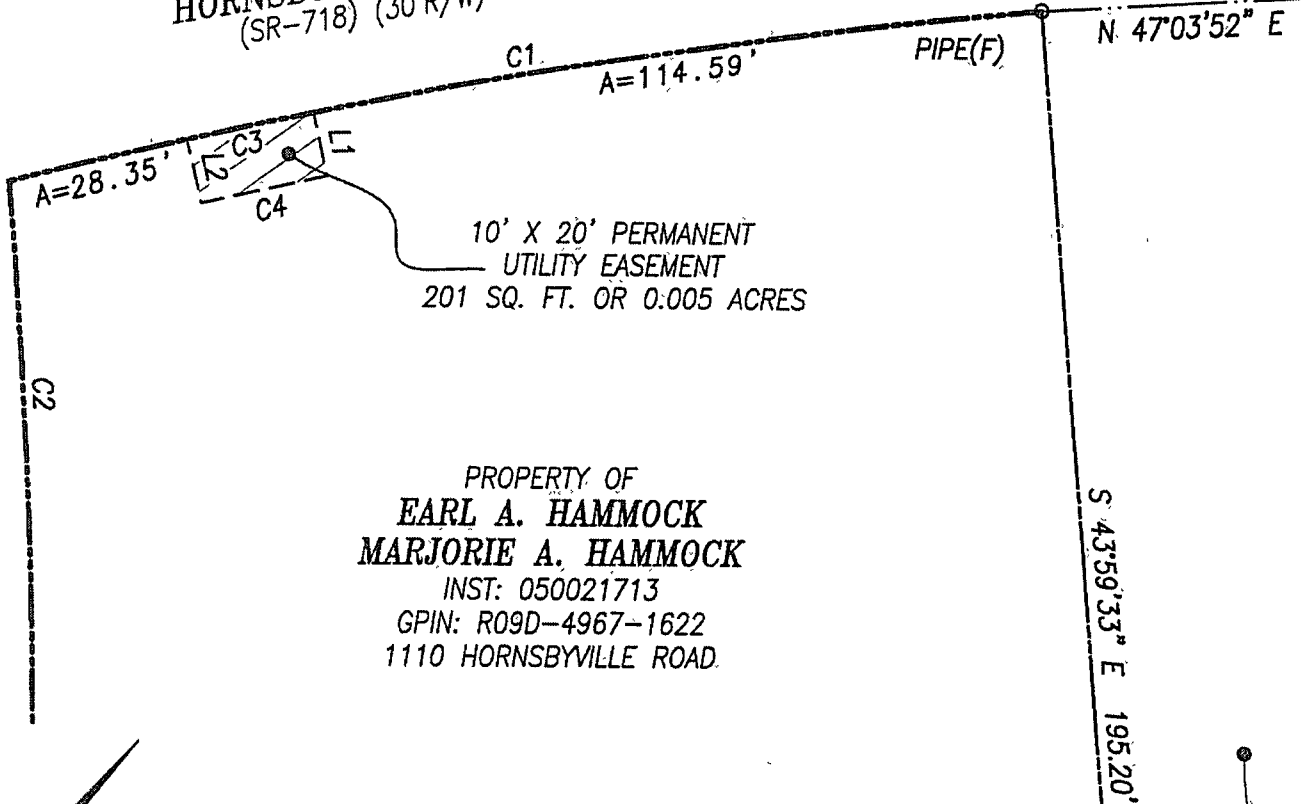 (SR-718) (30'R/W)
N 47°03'52" E
PIPE(F)
C1
A=114.59'
C3
L1
L2
A=28.35'
C4
10' X 20' PERMANENT
UTILITY EASEMENT
201 SQ. FT. OR 0.005 ACRES
C2
PROPERTY OF
EARL A. HAMMOCK
MARJORIE A. HAMMOCK
INST: 050021713
GPIN: R09D-4967-1622
1110 HORNSBYVILLE ROAD
S 43°59'33" E 195.20'